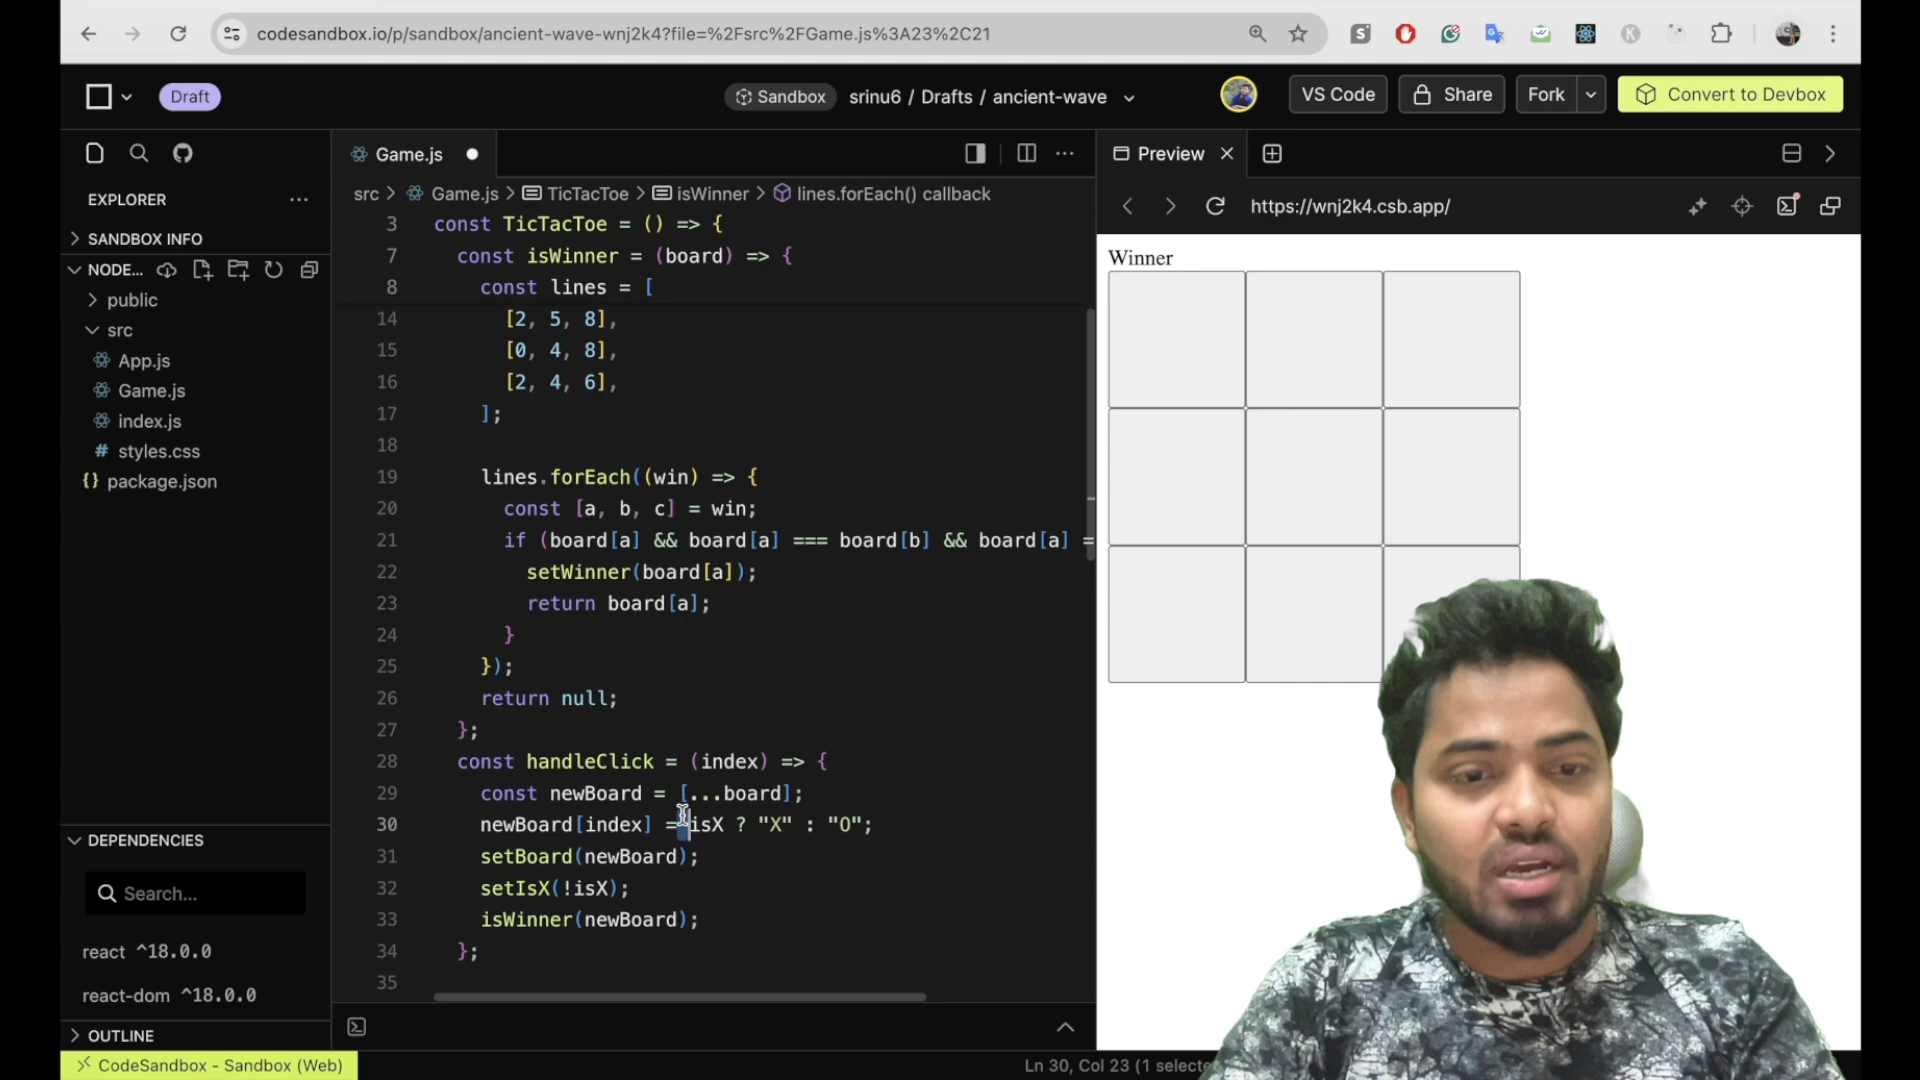 codesandbox.io/p/sandbox/ancient-wave-wnj2k4?file=%2Fsrc%2FGame.js%3A23%2C21
Draft
Sandbox
srinu6 / Drafts / ancient-wave
VS Code
Share
Fork
Convert to Devbox
Game.js
Preview
EXPLORER
SANDBOX INFO
NODE...
public
src
App.js
Game.js
index.js
styles.css
{} package.json
DEPENDENCIES
Search...
react ^18.0.0
react-dom ^18.0.0
OUTLINE
CodeSandbox - Sandbox (Web)
src > Game.js > TicTacToe > isWinner > lines.forEach() callback
3 const TicTacToe = () => {
7 const isWinner = (board) => {
8 const lines = [
14 [2, 5, 8],
15 [0, 4, 8],
16 [2, 4, 6],
17 ];
18
19 lines.forEach((win) => {
20 const [a, b, c] = win;
21 if (board[a] && board[a] === board[b] && board[a] =
22 setWinner(board[a]);
23 return board[a];
24 }
25 });
26 return null;
27 };
28 const handleClick = (index) => {
29 const newBoard = [...board];
30 newBoard[index] = isX ? "X" : "O";
31 setBoard(newBoard);
32 setIsX(!isX);
33 isWinner(newBoard);
34 };
35
Ln 30, Col 23 (1 selecte
https://wnj2k4.csb.app/
Winner